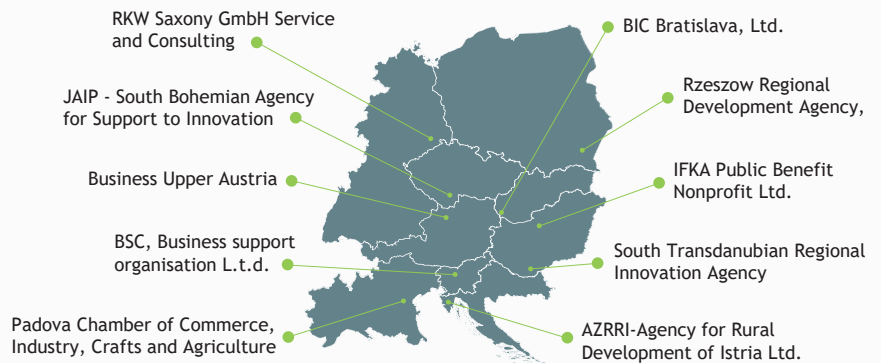 RKW Saxony GmbH Service
and Consulting
JAIP - South Bohemian Agency
for Support to Innovation
Business Upper Austria
BSC, Business support
organisation L.t.d.
Padova Chamber of Commerce,
Industry, Crafts and Agriculture
BIC Bratislava, Ltd.
Rzeszow Regional
Development Agency,
IFKA Public Benefit
Nonprofit Ltd.
South Transdanubian Regional
Innovation Agency
AZRRI-Agency for Rural
Development of Istria Ltd.